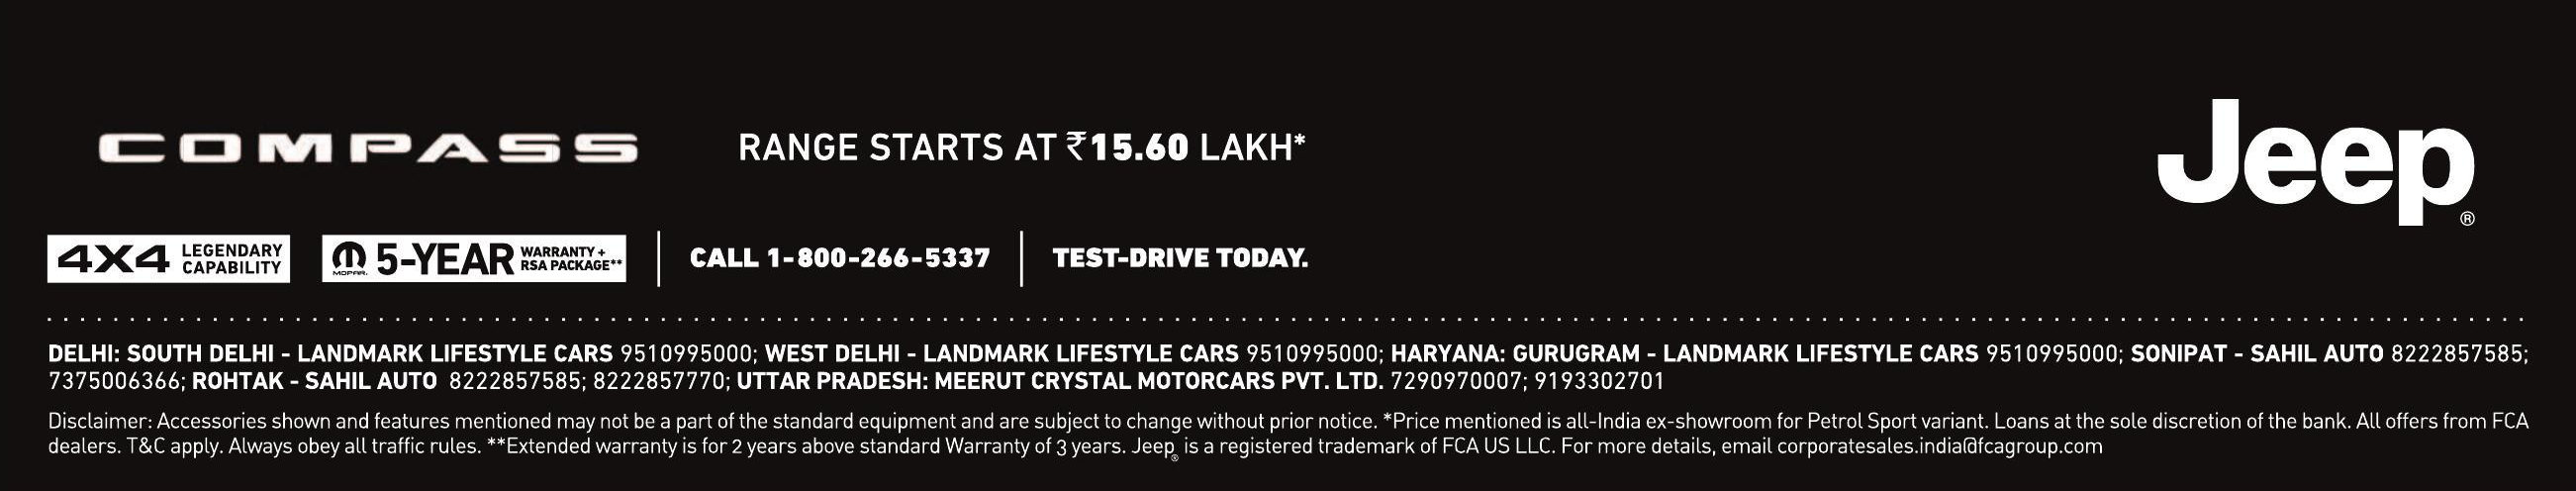 COMPASS RANGE STARTS AT ₹15.60 LAKH*
Jeep®
4X4 LEGENDARY CAPABILITY
MOPAR. 5-YEAR WARRANTY + RSA PACKAGE**
CALL 1-800-266-5337
TEST-DRIVE TODAY.
DELHI: SOUTH DELHI - LANDMARK LIFESTYLE CARS 9510995000; WEST DELHI - LANDMARK LIFESTYLE CARS 9510995000; HARYANA: GURUGRAM - LANDMARK LIFESTYLE CARS 9510995000; SONIPAT - SAHIL AUTO 8222857585;
7375006366; ROHTAK - SAHIL AUTO 8222857585; 8222857770; UTTAR PRADESH: MEERUT CRYSTAL MOTORCARS PVT. LTD. 7290970007; 9193302701
Disclaimer: Accessories shown and features mentioned may not be a part of the standard equipment and are subject to change without prior notice. *Price mentioned is all-India ex-showroom for Petrol Sport variant. Loans at the sole discretion of the bank. All offers from FCA
dealers. T&C apply. Always obey all traffic rules. **Extended warranty is for 2 years above standard Warranty of 3 years. Jeep® is a registered trademark of FCA US LLC. For more details, email corporatesales.india@fcagroup.com